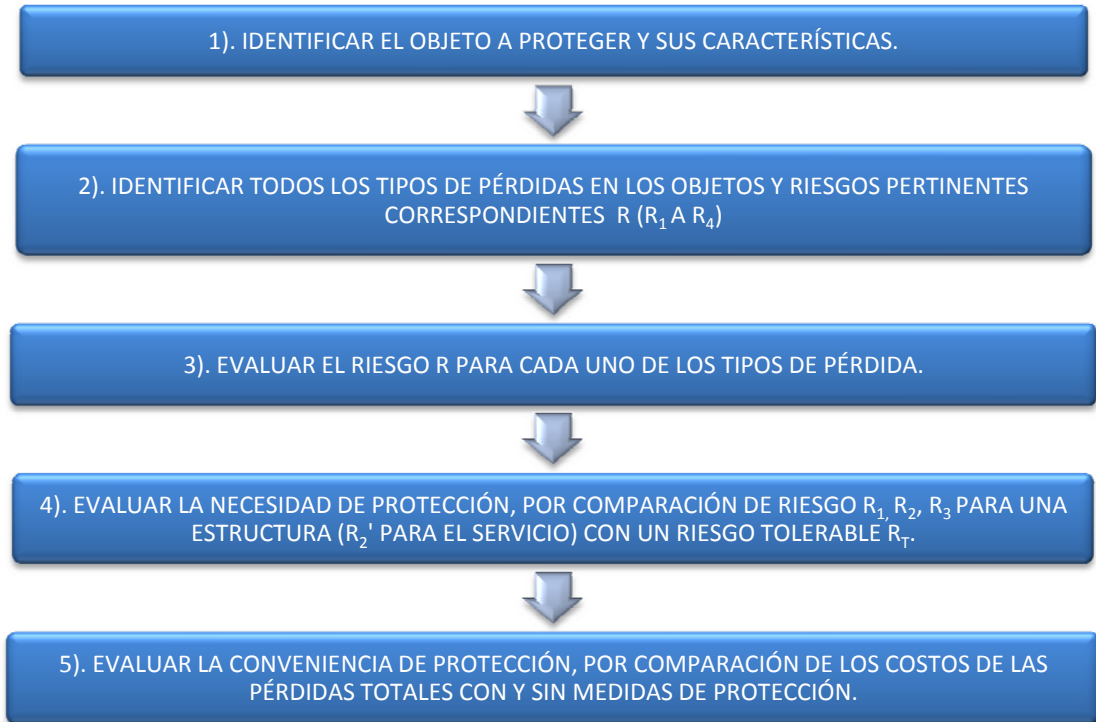 1). IDENTIFICAR EL OBJETO A PROTEGER Y SUS CARACTERÍSTICAS.
2). IDENTIFICAR TODOS LOS TIPOS DE PÉRDIDAS EN LOS OBJETOS Y RIESGOS PERTINENTES
CORRESPONDIENTES R (R₁ A R₄)
3). EVALUAR EL RIESGO R PARA CADA UNO DE LOS TIPOS DE PÉRDIDA.
4). EVALUAR LA NECESIDAD DE PROTECCIÓN, POR COMPARACIÓN DE RIESGO R₁, R₂, R₃ PARA UNA
ESTRUCTURA (R₂' PARA EL SERVICIO) CON UN RIESGO TOLERABLE R_T.
5). EVALUAR LA CONVENIENCIA DE PROTECCIÓN, POR COMPARACIÓN DE LOS COSTOS DE LAS
PÉRDIDAS TOTALES CON Y SIN MEDIDAS DE PROTECCIÓN.